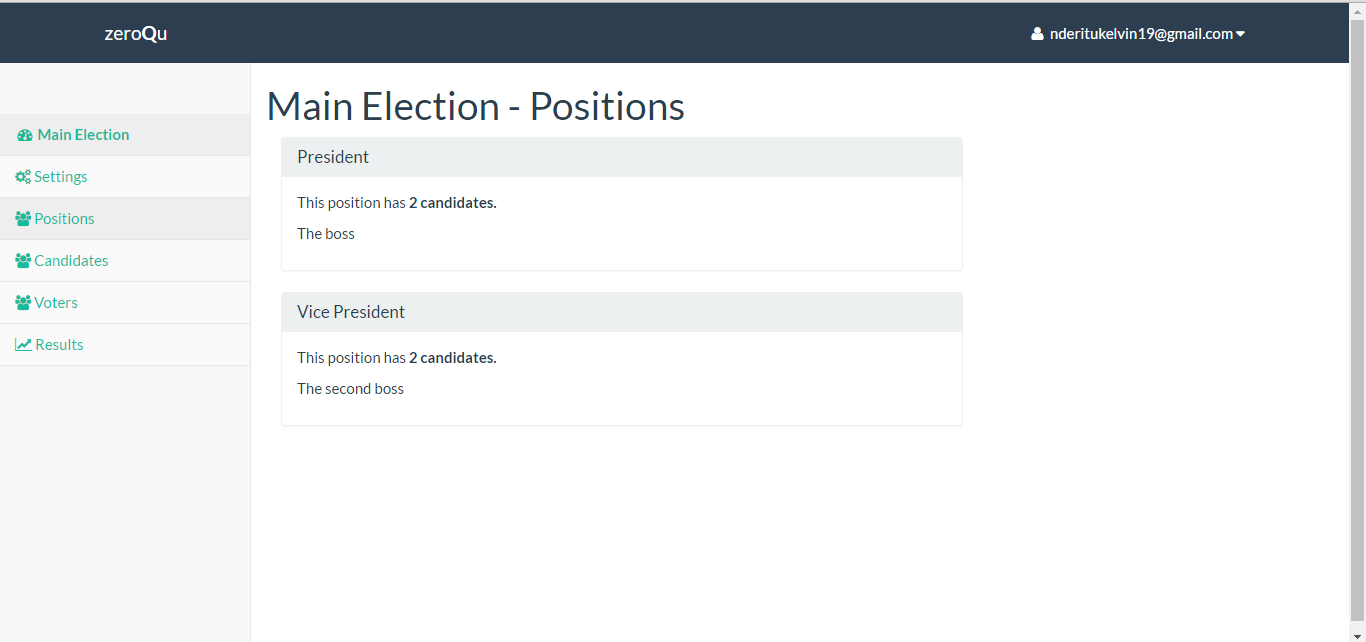 zeroQu
nderitukelvin19@gmail.com
Main Election
Settings
Positions
Candidates
Voters
Results
Main Election - Positions
President
This position has 2 candidates.
The boss
Vice President
This position has 2 candidates.
The second boss